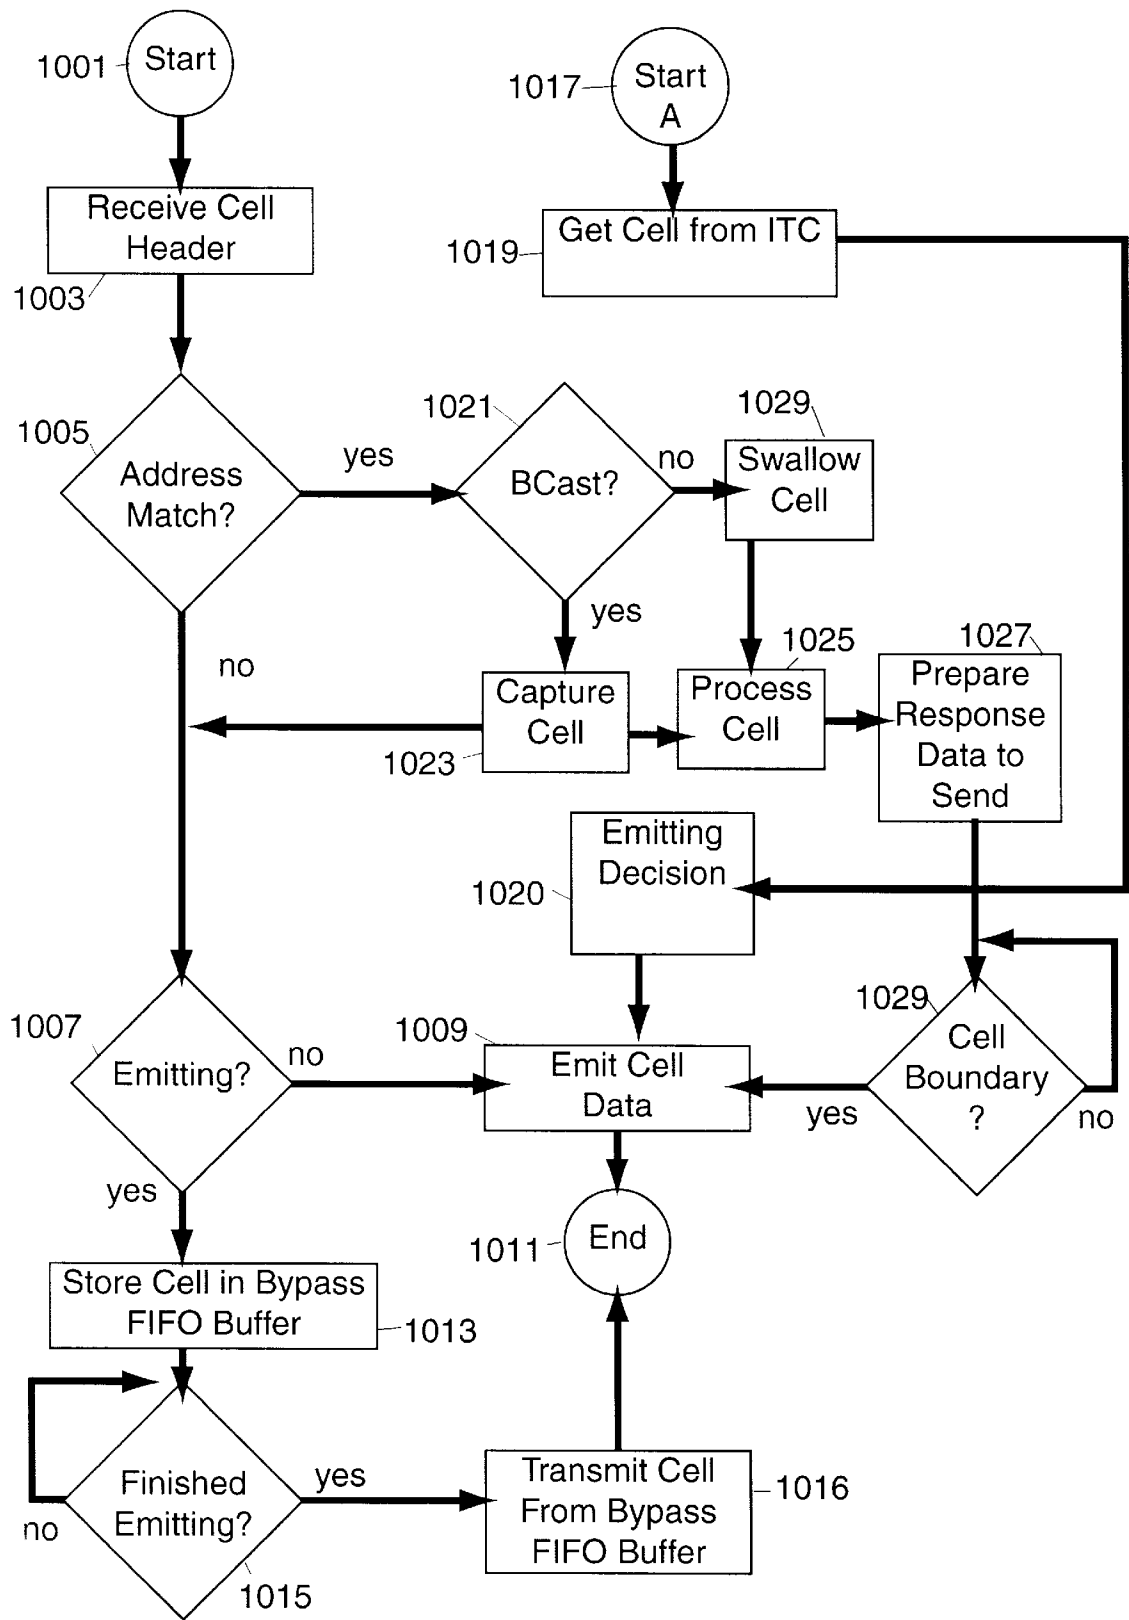 1001
Start
1017
Start
A
Receive Cell
Header
1003
1019
Get Cell from ITC
1005
Address
Match?
yes
1021
BCast?
no
1029
Swallow
Cell
yes
no
Capture
Cell
1023
1025
Process
Cell
1027
Prepare
Response
Data to
Send
Emitting
Decision
1020
1007
Emitting?
no
yes
1009
Emit Cell
Data
1029
Cell
Boundary
?
yes
no
1011
End
Store Cell in Bypass
FIFO Buffer
1013
Finished
Emitting?
no
yes
1015
Transmit Cell
From Bypass
FIFO Buffer
1016